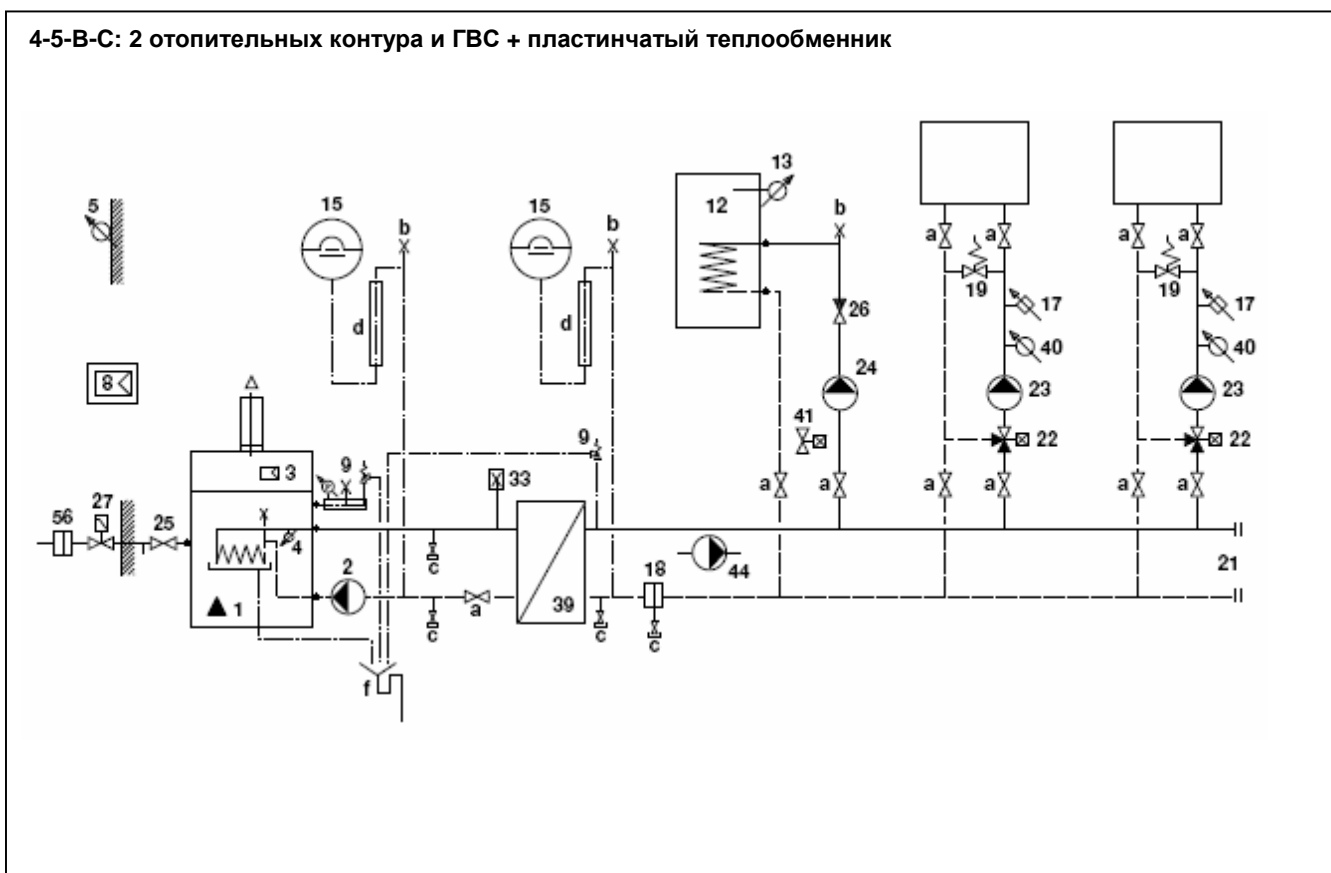 4-5-B-C: 2 отопительных контура и ГВС + пластинчатый теплообменник
5
15
b
15
b
12
13
b
a
a
a
a
19
19
17
17
d
d
26
40
40
8
24
23
23
41
22
22
3
9
9
33
a
a
a
a
a
a
56
27
25
4
2
c
44
18
21
1
a
39
c
c
c
f